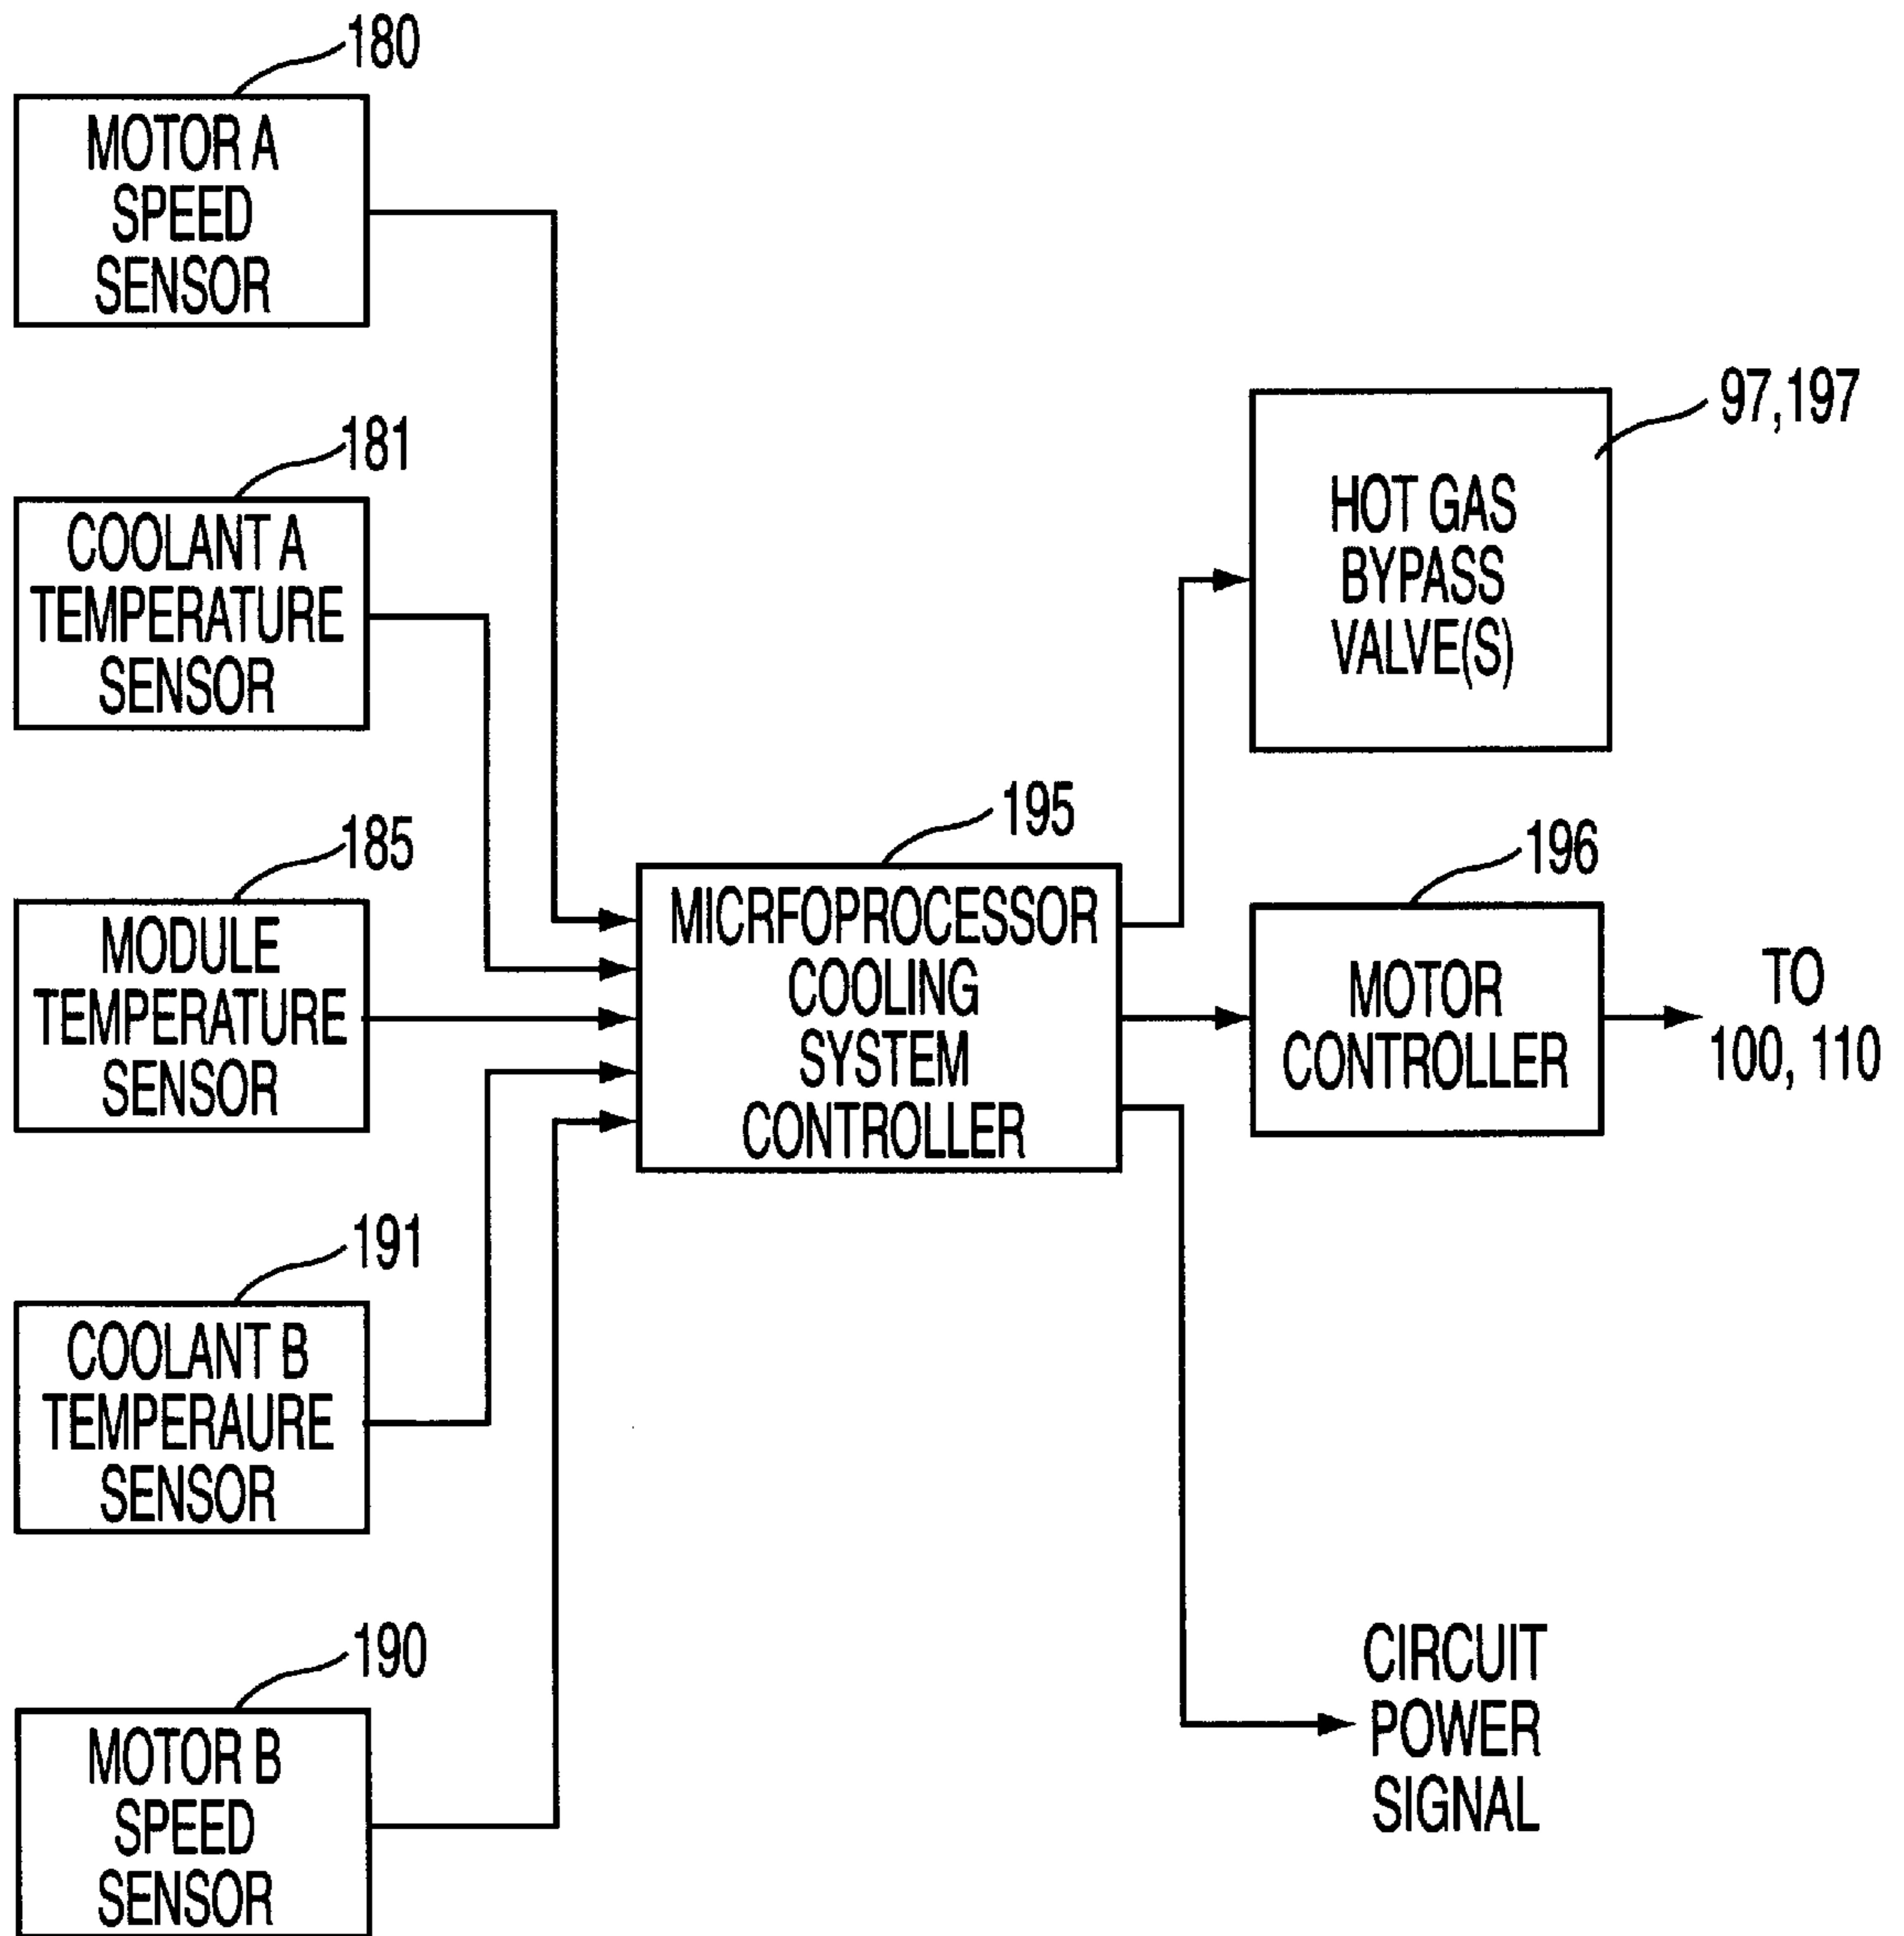 180
MOTOR A
SPEED
SENSOR
181
COOLANT A
TEMPERATURE
SENSOR
185
MODULE
TEMPERATURE
SENSOR
191
COOLANT B
TEMPERAURE
SENSOR
190
MOTOR B
SPEED
SENSOR
195
MICRFOPROCESSOR
COOLING
SYSTEM
CONTROLLER
97,197
HOT GAS
BYPASS
VALVE(S)
196
MOTOR
CONTROLLER
TO
100, 110
CIRCUIT
POWER
SIGNAL